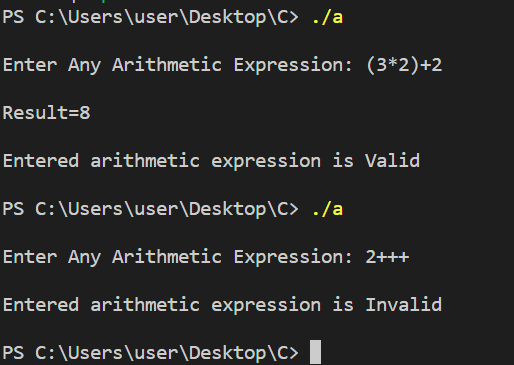 PS C:\Users\user\Desktop\C> ./a
Enter Any Arithmetic Expression: (3*2)+2
Result=8
Entered arithmetic expression is Valid
PS C:\Users\user\Desktop\C> ./a
Enter Any Arithmetic Expression: 2+++
Entered arithmetic expression is Invalid
PS C:\Users\user\Desktop\C>